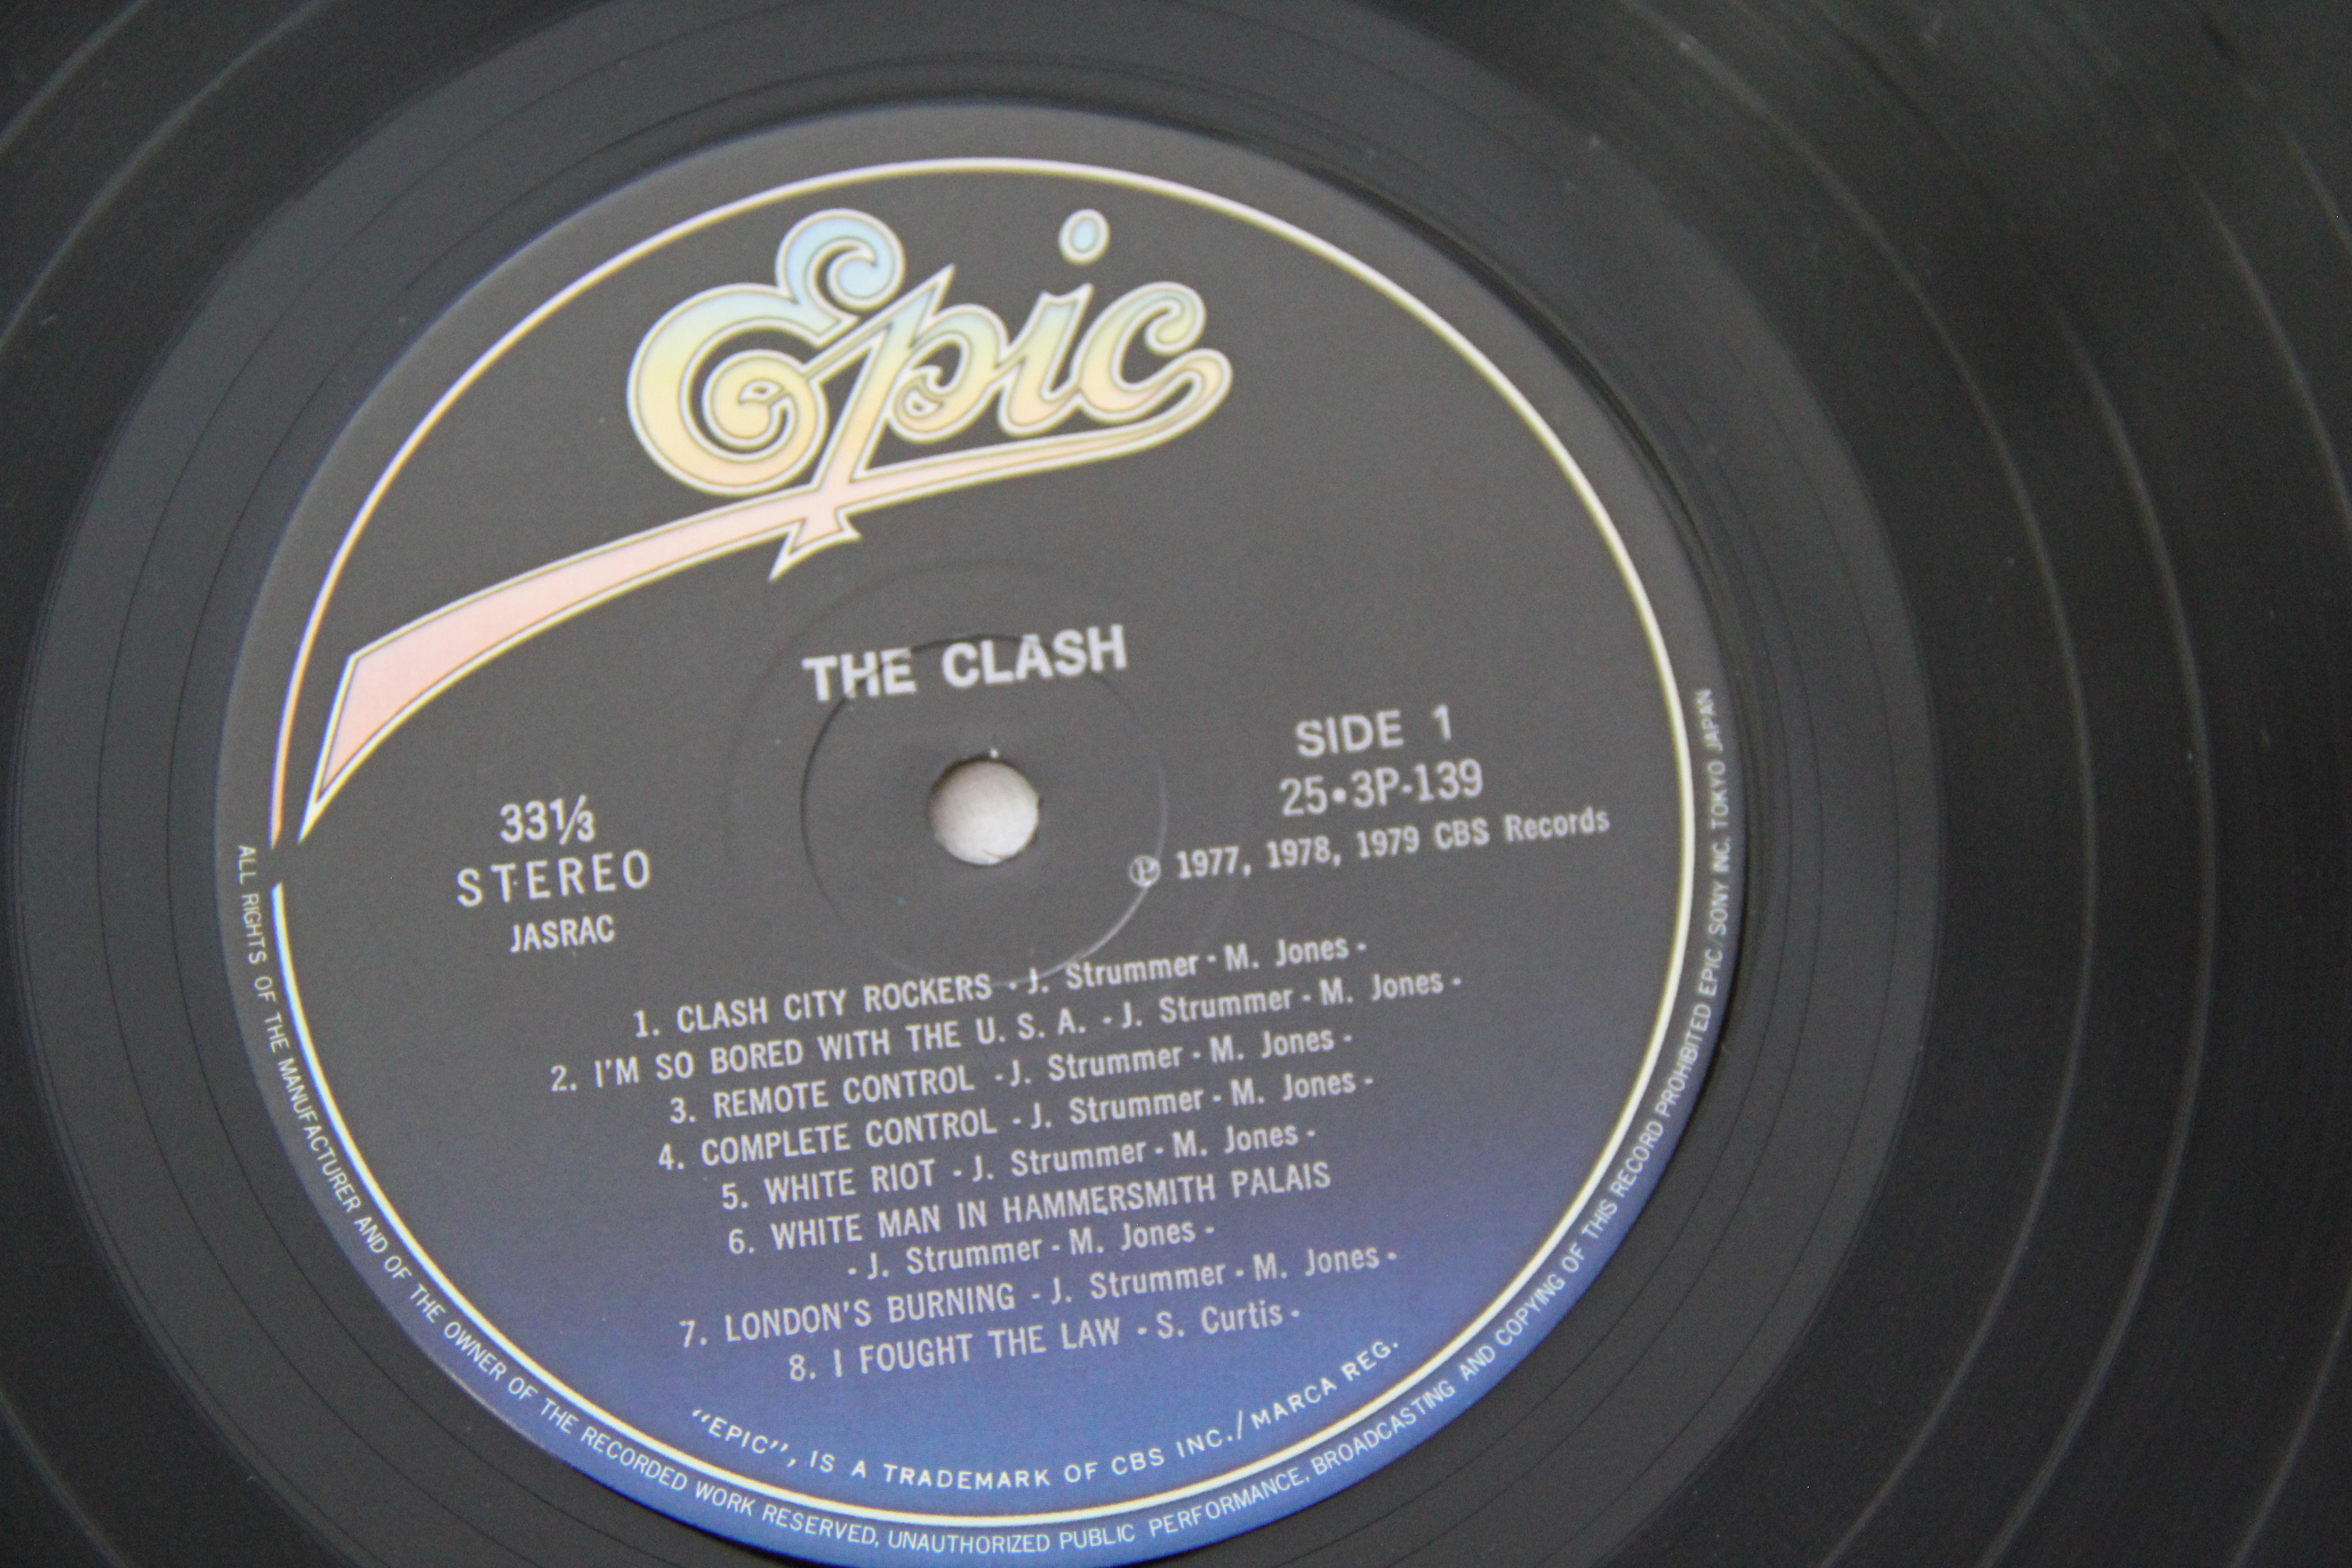 Epic
THE CLASH
SIDE 1
25•3P-139
℗ 1977, 1978, 1979 CBS Records
33⅓
STEREO
JASRAC
1. CLASH CITY ROCKERS - J. Strummer - M. Jones -
2. I'M SO BORED WITH THE U. S. A. - J. Strummer - M. Jones -
3. REMOTE CONTROL - J. Strummer - M. Jones -
4. COMPLETE CONTROL - J. Strummer - M. Jones -
5. WHITE RIOT - J. Strummer - M. Jones -
6. WHITE MAN IN HAMMERSMITH PALAIS
- J. Strummer - M. Jones -
7. LONDON'S BURNING - J. Strummer - M. Jones -
8. I FOUGHT THE LAW - S. Curtis -
"EPIC", IS A TRADEMARK OF CBS INC./MARCA REG.
ALL RIGHTS OF THE MANUFACTURER AND OF THE OWNER OF THE RECORDED WORK RESERVED, UNAUTHORIZED PUBLIC PERFORMANCE, BROADCASTING AND COPYING OF THIS RECORD PROHIBITED EPIC/SONY INC. TOKYO JAPAN